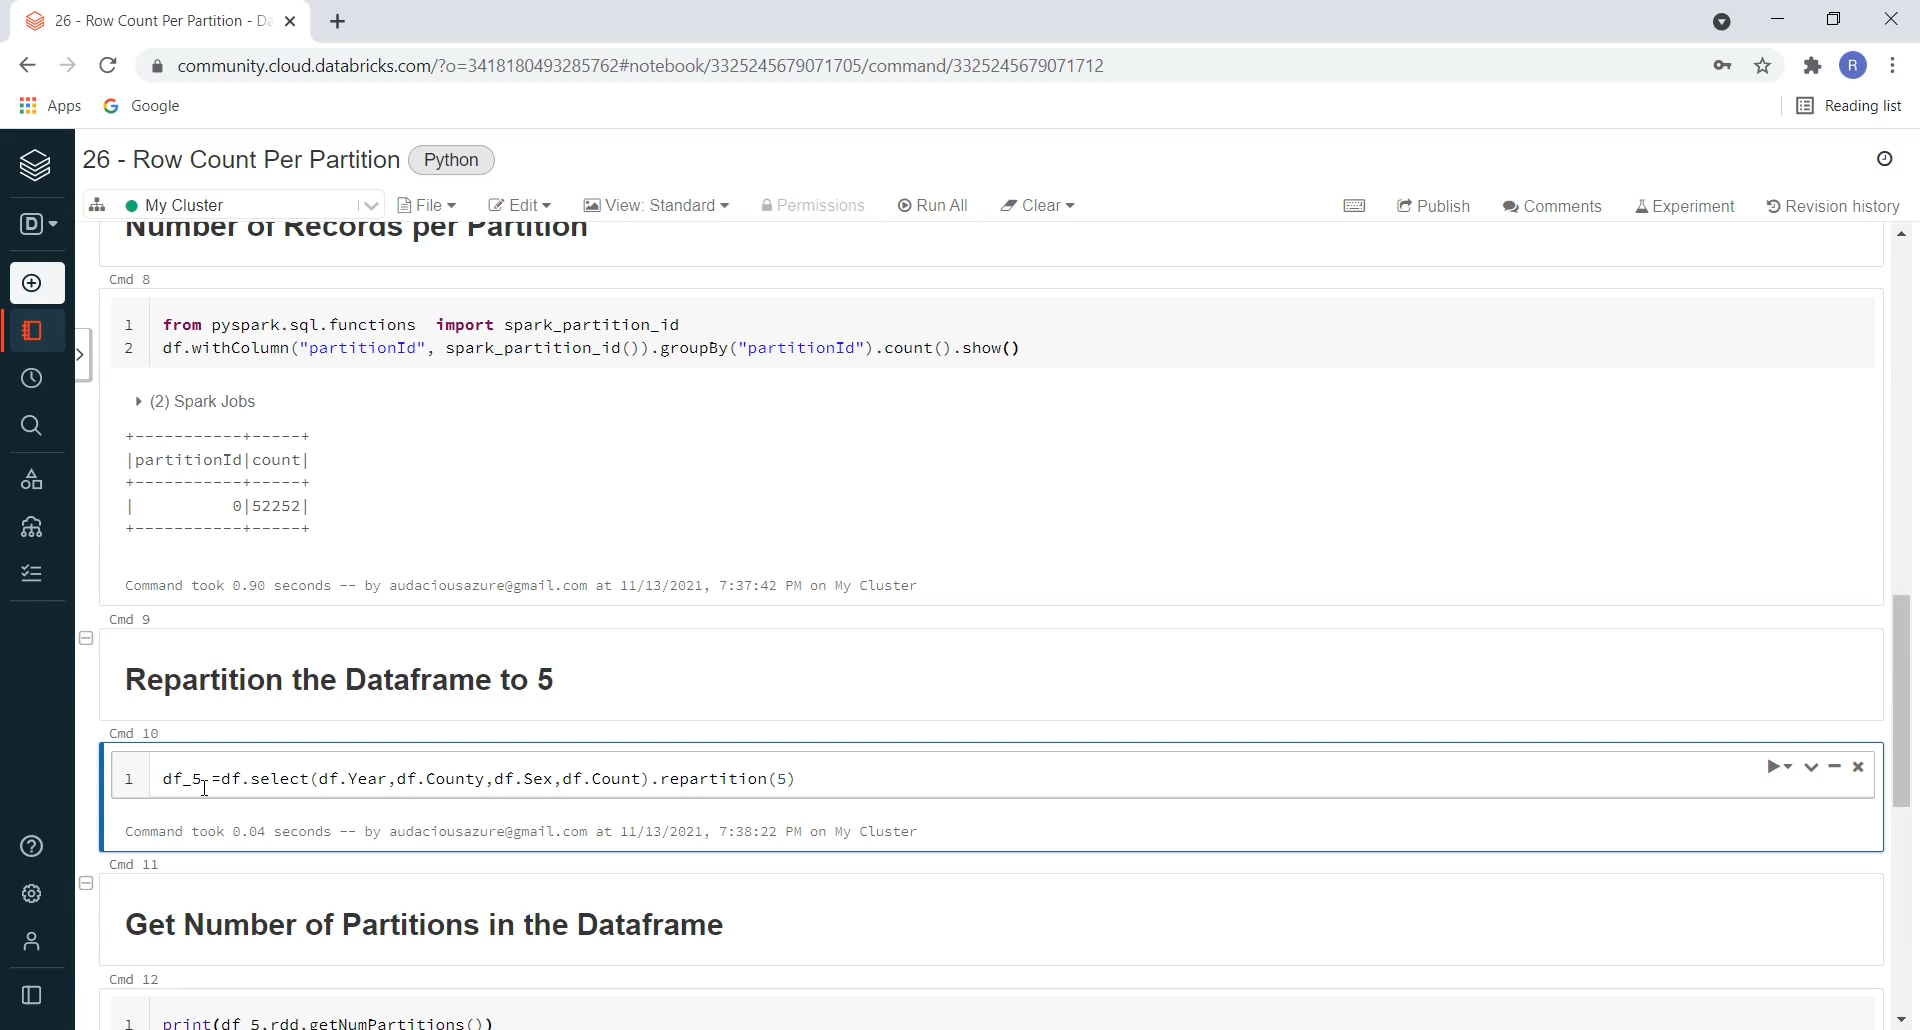 26 - Row Count Per Partition - Da
community.cloud.databricks.com/?o=3418180493285762#notebook/3325245679071705/command/3325245679071712
R
Apps
Google
Reading list
26 - Row Count Per Partition
Python
D
My Cluster
File
Edit
View: Standard
Permissions
Run All
Clear
Publish
Comments
Experiment
Revision history
Number of Records per Partition
Cmd 8
1 from pyspark.sql.functions  import spark_partition_id
2 df.withColumn("partitionId", spark_partition_id()).groupBy("partitionId").count().show()
(2) Spark Jobs
+-----------+-----+
|partitionId|count|
+-----------+-----+
|          0|52252|
+-----------+-----+
Command took 0.90 seconds -- by audaciousazure@gmail.com at 11/13/2021, 7:37:42 PM on My Cluster
Cmd 9
Repartition the Dataframe to 5
Cmd 10
1 df_5 =df.select(df.Year,df.County,df.Sex,df.Count).repartition(5)
Command took 0.04 seconds -- by audaciousazure@gmail.com at 11/13/2021, 7:38:22 PM on My Cluster
Cmd 11
Get Number of Partitions in the Dataframe
Cmd 12
1 print(df_5.rdd.getNumPartitions())